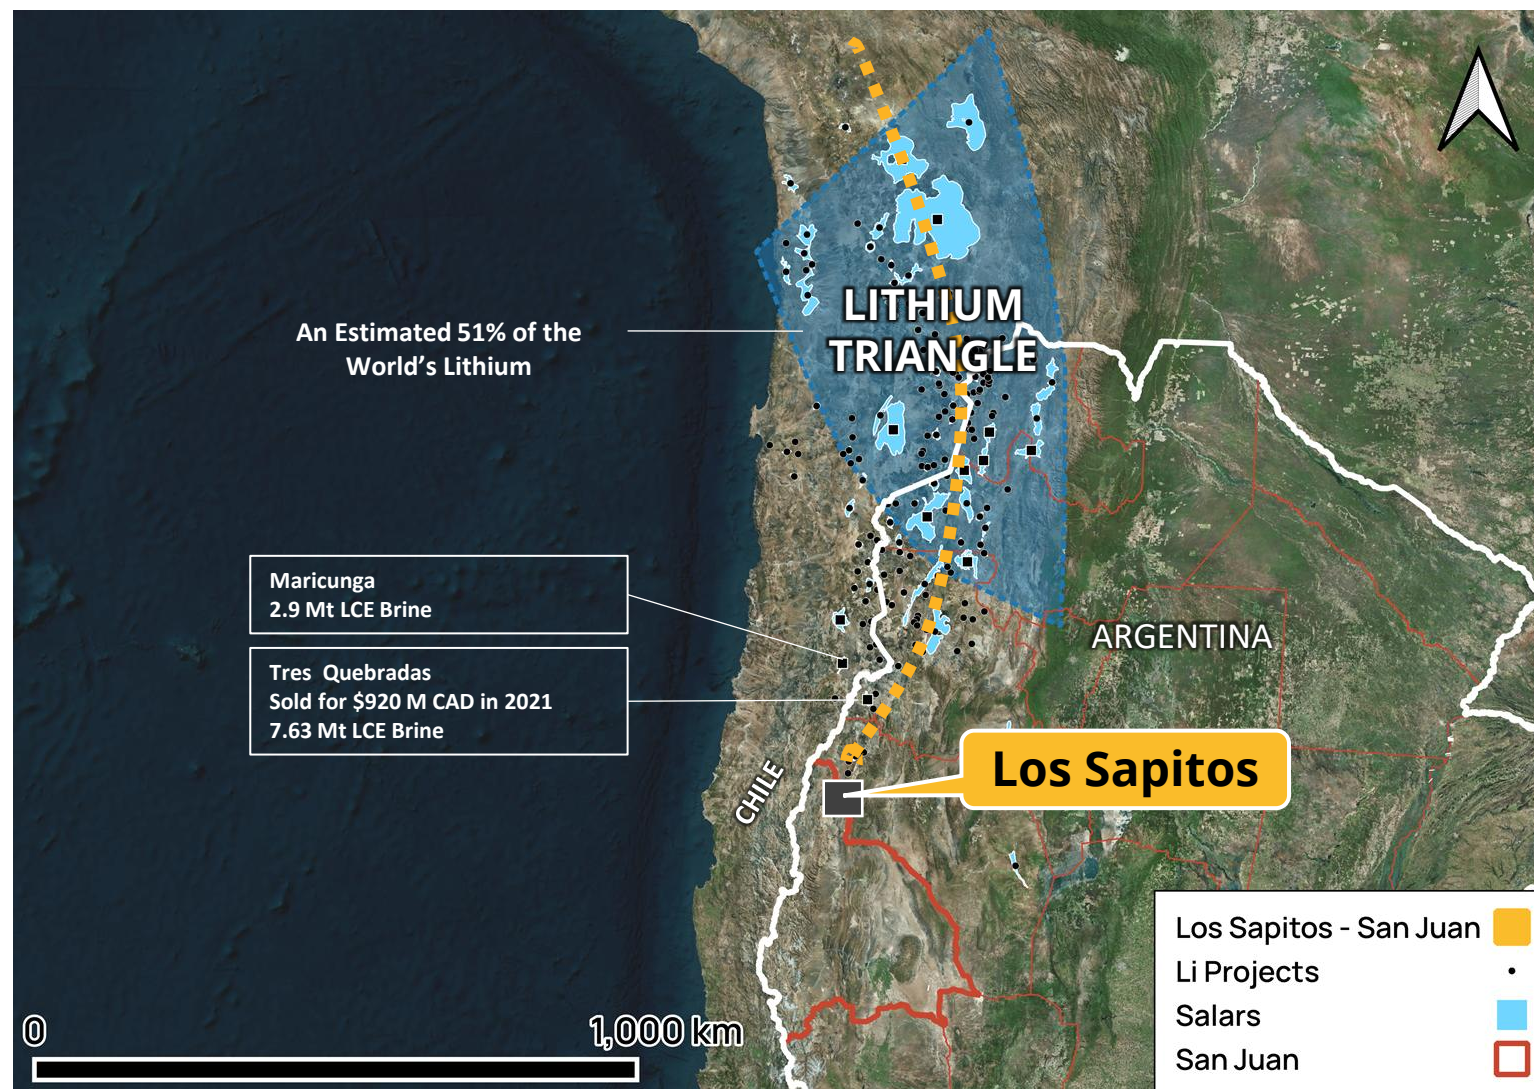 LITHIUM
TRIANGLE
An Estimated 51% of the
World's Lithium
Maricunga
2.9 Mt LCE Brine
Tres Quebradas
Sold for $920 M CAD in 2021
7.63 Mt LCE Brine
ARGENTINA
CHILE
Los Sapitos
Los Sapitos - San Juan
Li Projects
Salars
San Juan
0
1,000 km